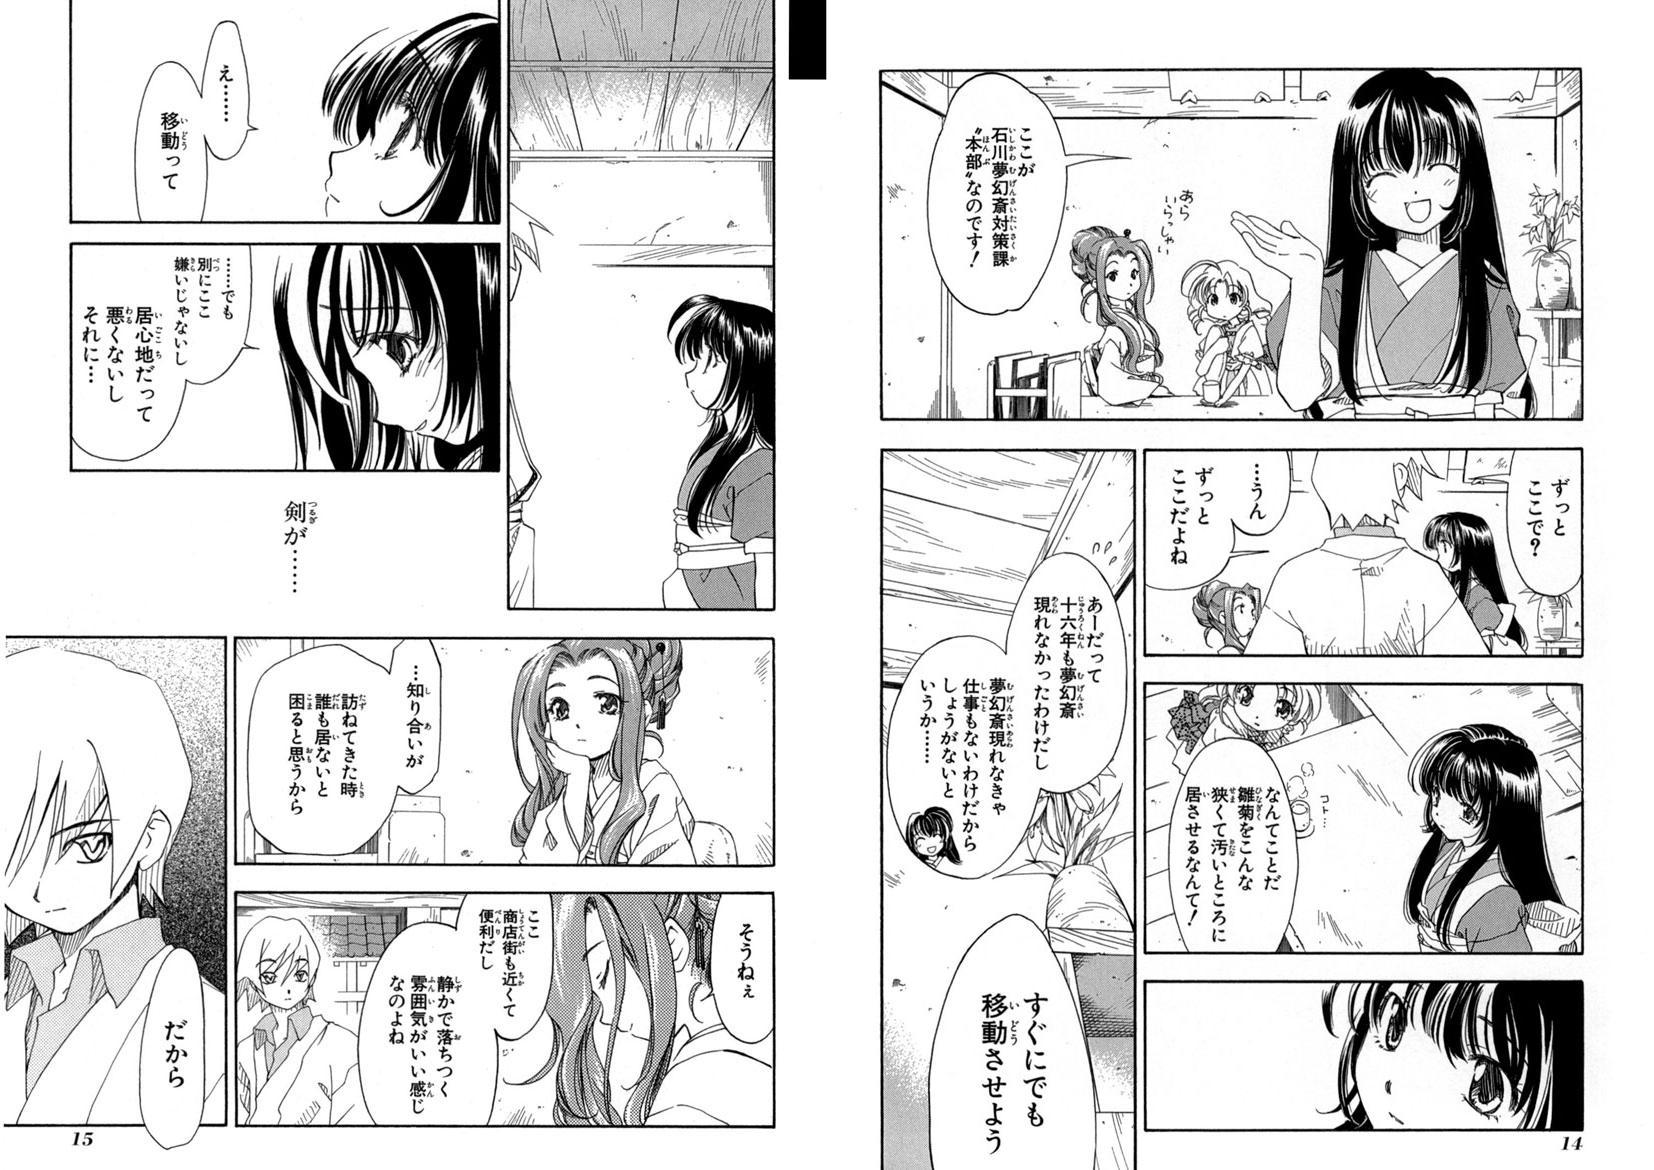 ここが
石川夢幻斎対策課
〝本部〟なのです!
あら
いらっしゃい
ずっと
ここで?
…うん
ずっと
ここだよね
コト…
なんてことだ
雛菊をこんな
狭くて汚いところに
居させるなんて!
あーだって
十六年も夢幻斎
現れなかったわけだし
夢幻斎現れなきゃ
仕事もないわけだから
しょうがないと
いうか……
すぐにでも
移動させよう
14
え……
移動って
……でも
別にここ
嫌いじゃないし
居心地だって
悪くないし
それに…
剣が……
…知り合いが
訪ねてきた時
誰も居ないと
困ると思うから
そうねぇ
ここ
商店街も近くて
便利だし
静かで落ちつく
雰囲気がいい感じ
なのよね
だから
15